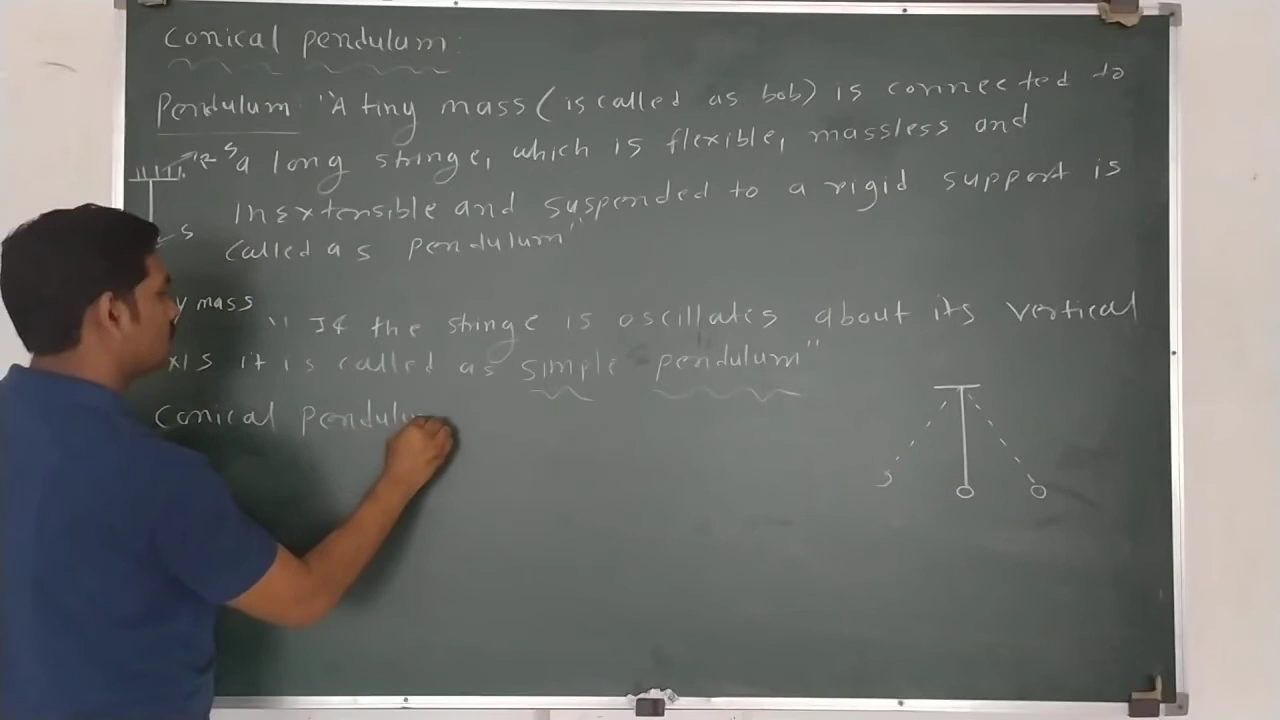 Conical pendulum:
Pendulum: "A tiny mass (is called as bob) is connected to
R S
a long stringe, which is flexible, massless and
Inextensible and suspended to a rigid support is
S
called as pendulum"
y mass
"If the stringe is oscillates about its vertical
xis it is called as simple pendulum"
Conical pendulu